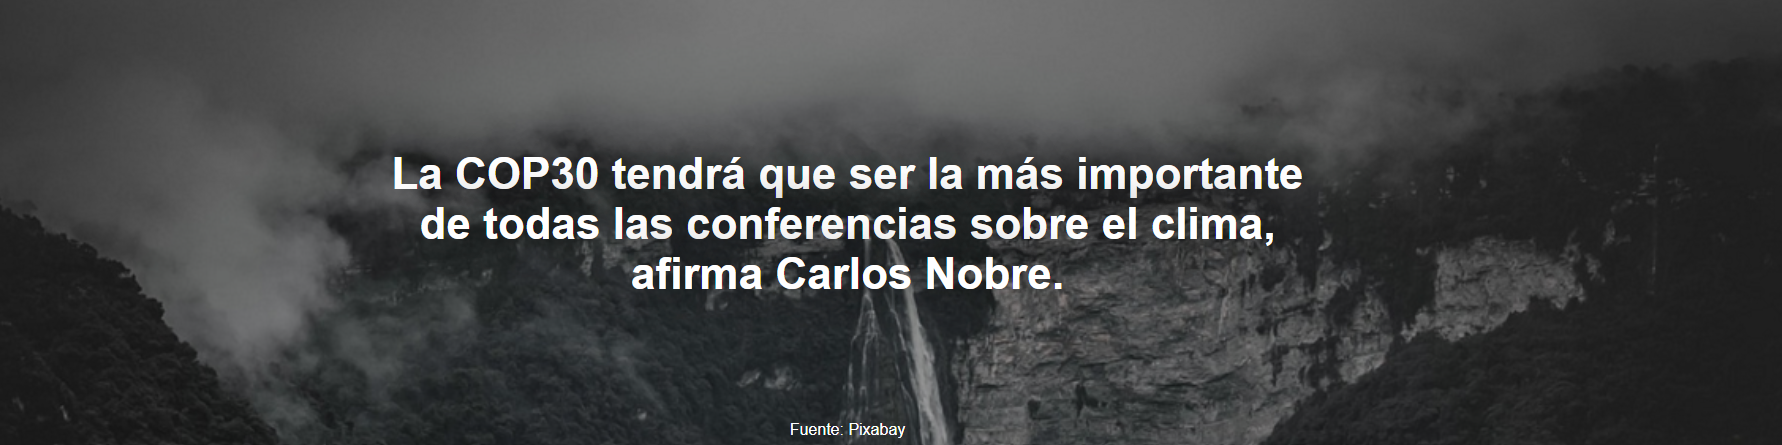 La COP30 tendrá que ser la más importante
de todas las conferencias sobre el clima,
afirma Carlos Nobre.
Fuente: Pixabay